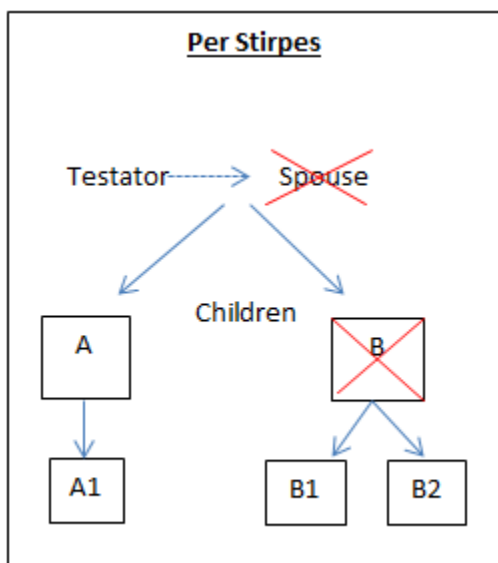 Per Stirpes
Testator Spouse
Children
A B
A1 B1 B2